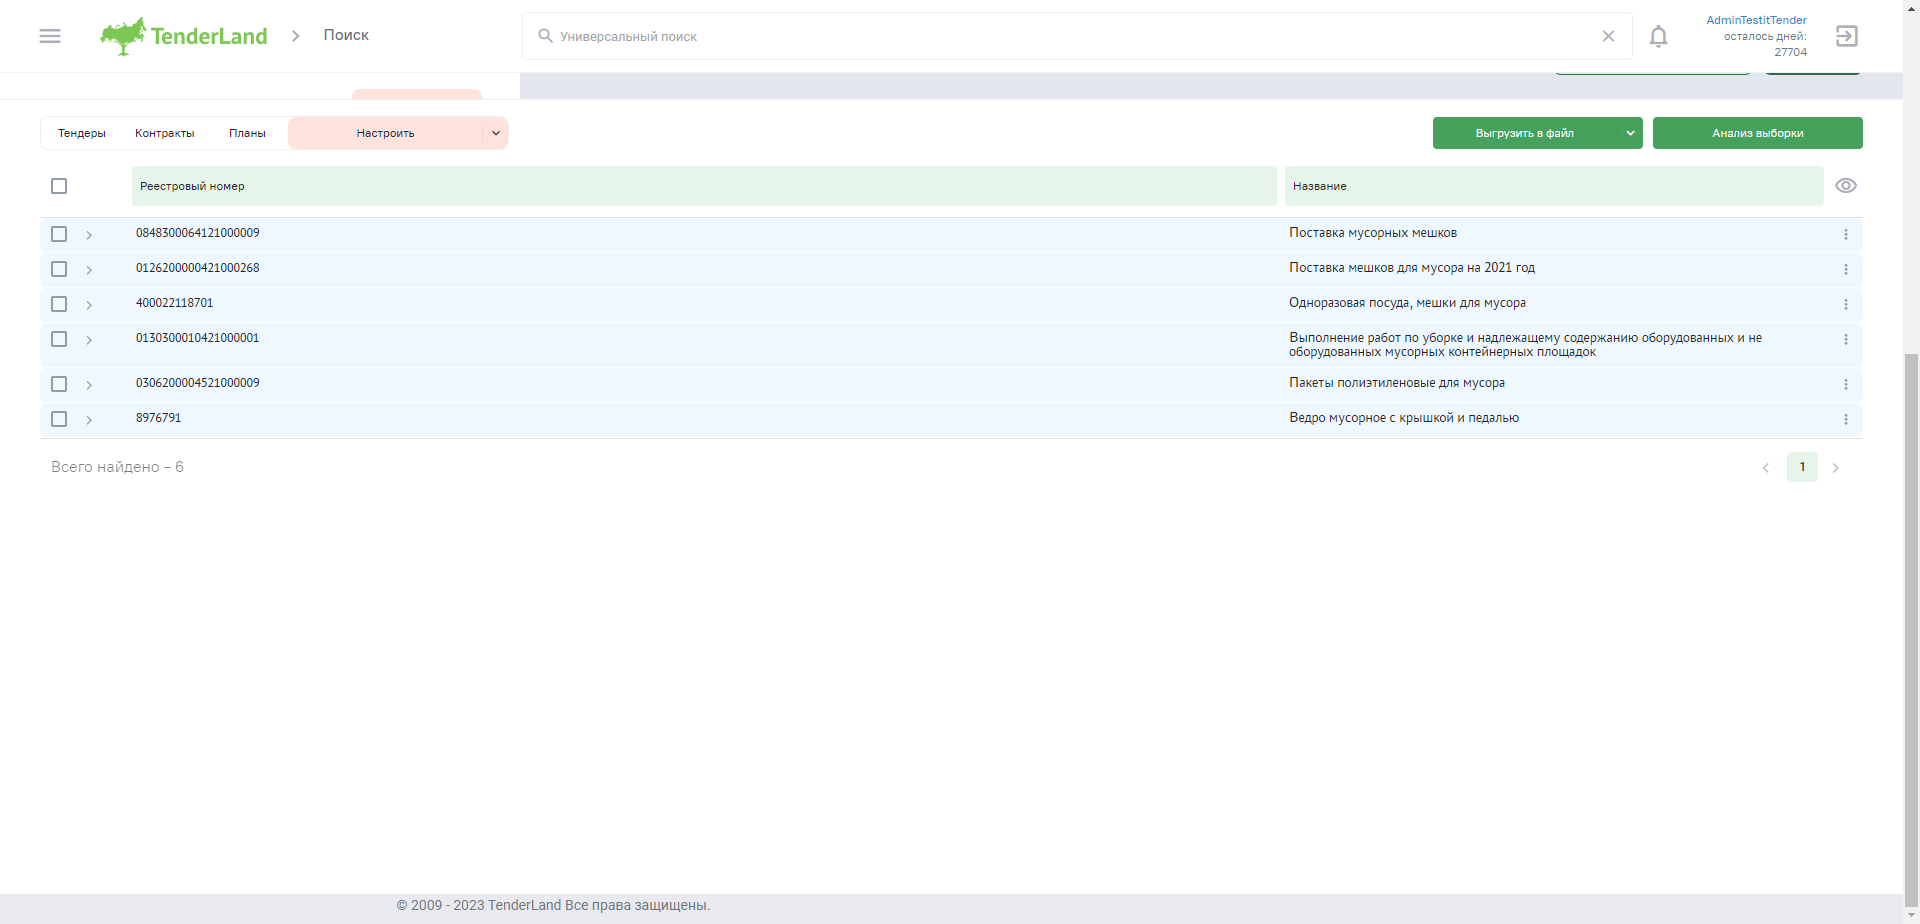 TenderLand
Поиск
Универсальный поиск
AdminTestitTender
осталось дней:
27704
Тендеры
Контракты
Планы
Настроить
Выгрузить в файл
Анализ выборки
Реестровый номер
Название
0848300064121000009
Поставка мусорных мешков
0126200000421000268
Поставка мешков для мусора на 2021 год
400022118701
Одноразовая посуда, мешки для мусора
0130300010421000001
Выполнение работ по уборке и надлежащему содержанию оборудованных и не
оборудованных мусорных контейнерных площадок
0306200004521000009
Пакеты полиэтиленовые для мусора
8976791
Ведро мусорное с крышкой и педалью
Всего найдено - 6
1
© 2009 - 2023 TenderLand Все права защищены.